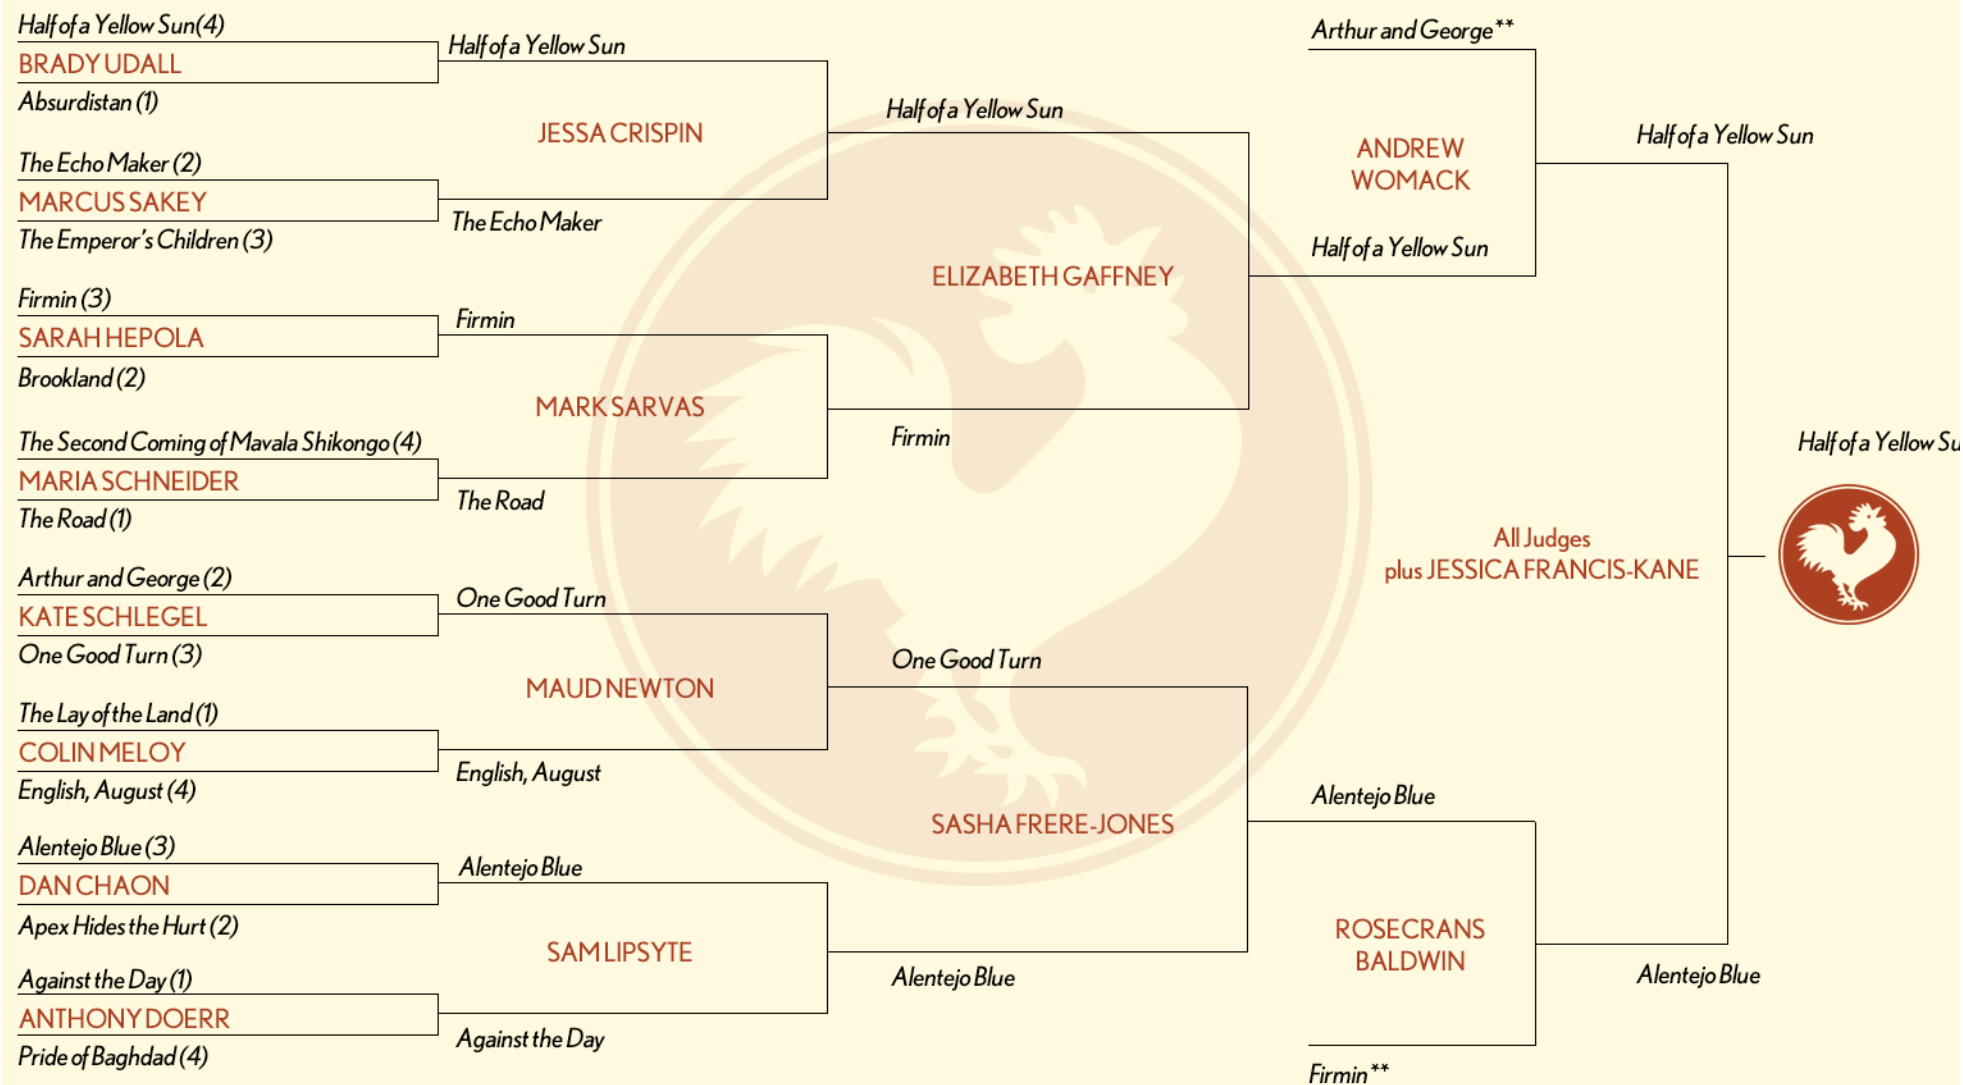 Half of a Yellow Sun(4)
BRADY UDALL
Absurdistan (1)
The Echo Maker (2)
MARCUS SAKEY
The Emperor's Children (3)
Firmin (3)
SARAH HEPOLA
Brookland (2)
The Second Coming of Mavala Shikongo (4)
MARIA SCHNEIDER
The Road (1)
Arthur and George (2)
KATE SCHLEGEL
One Good Turn (3)
The Lay of the Land (1)
COLIN MELOY
English, August (4)
Alentejo Blue (3)
DAN CHAON
Apex Hides the Hurt (2)
Against the Day (1)
ANTHONY DOERR
Pride of Baghdad (4)
Half of a Yellow Sun
JESSA CRISPIN
The Echo Maker
Firmin
MARK SARVAS
The Road
One Good Turn
MAUD NEWTON
English, August
Alentejo Blue
SAM LIPSYTE
Against the Day
Half of a Yellow Sun
ELIZABETH GAFFNEY
Firmin
One Good Turn
SASHA FRERE-JONES
Alentejo Blue
Arthur and George**
ANDREW
WOMACK
Half of a Yellow Sun
Alentejo Blue
ROSECRANS
BALDWIN
Firmin**
Half of a Yellow Sun
All Judges
plus JESSICA FRANCIS-KANE
Alentejo Blue
Half of a Yellow Su